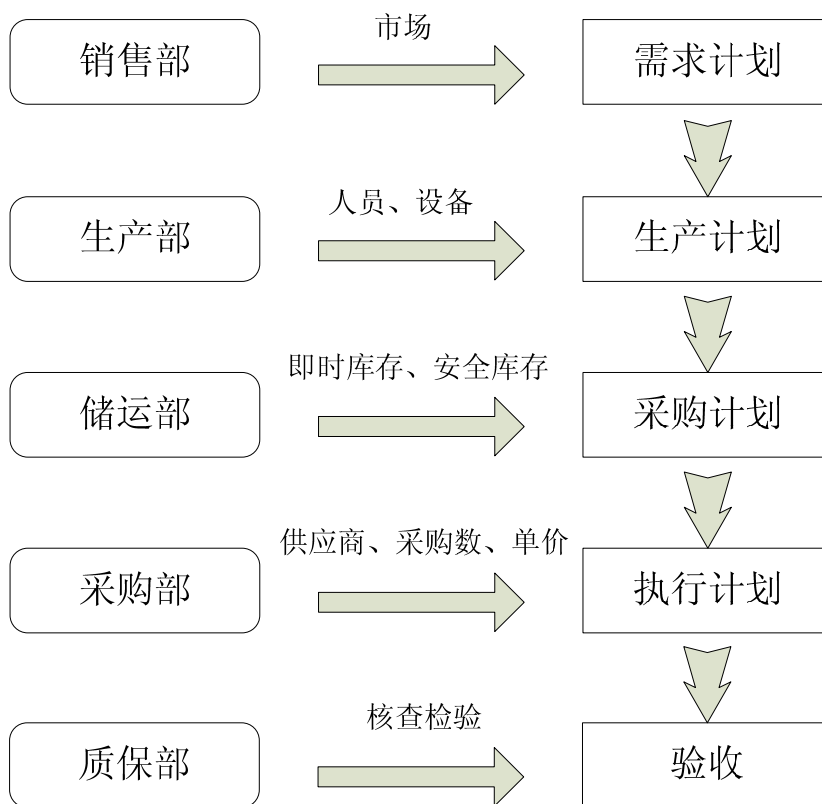 销售部
市场
需求计划
生产部
人员、设备
生产计划
储运部
即时库存、安全库存
采购计划
采购部
供应商、采购数、单价
执行计划
质保部
核查检验
验收